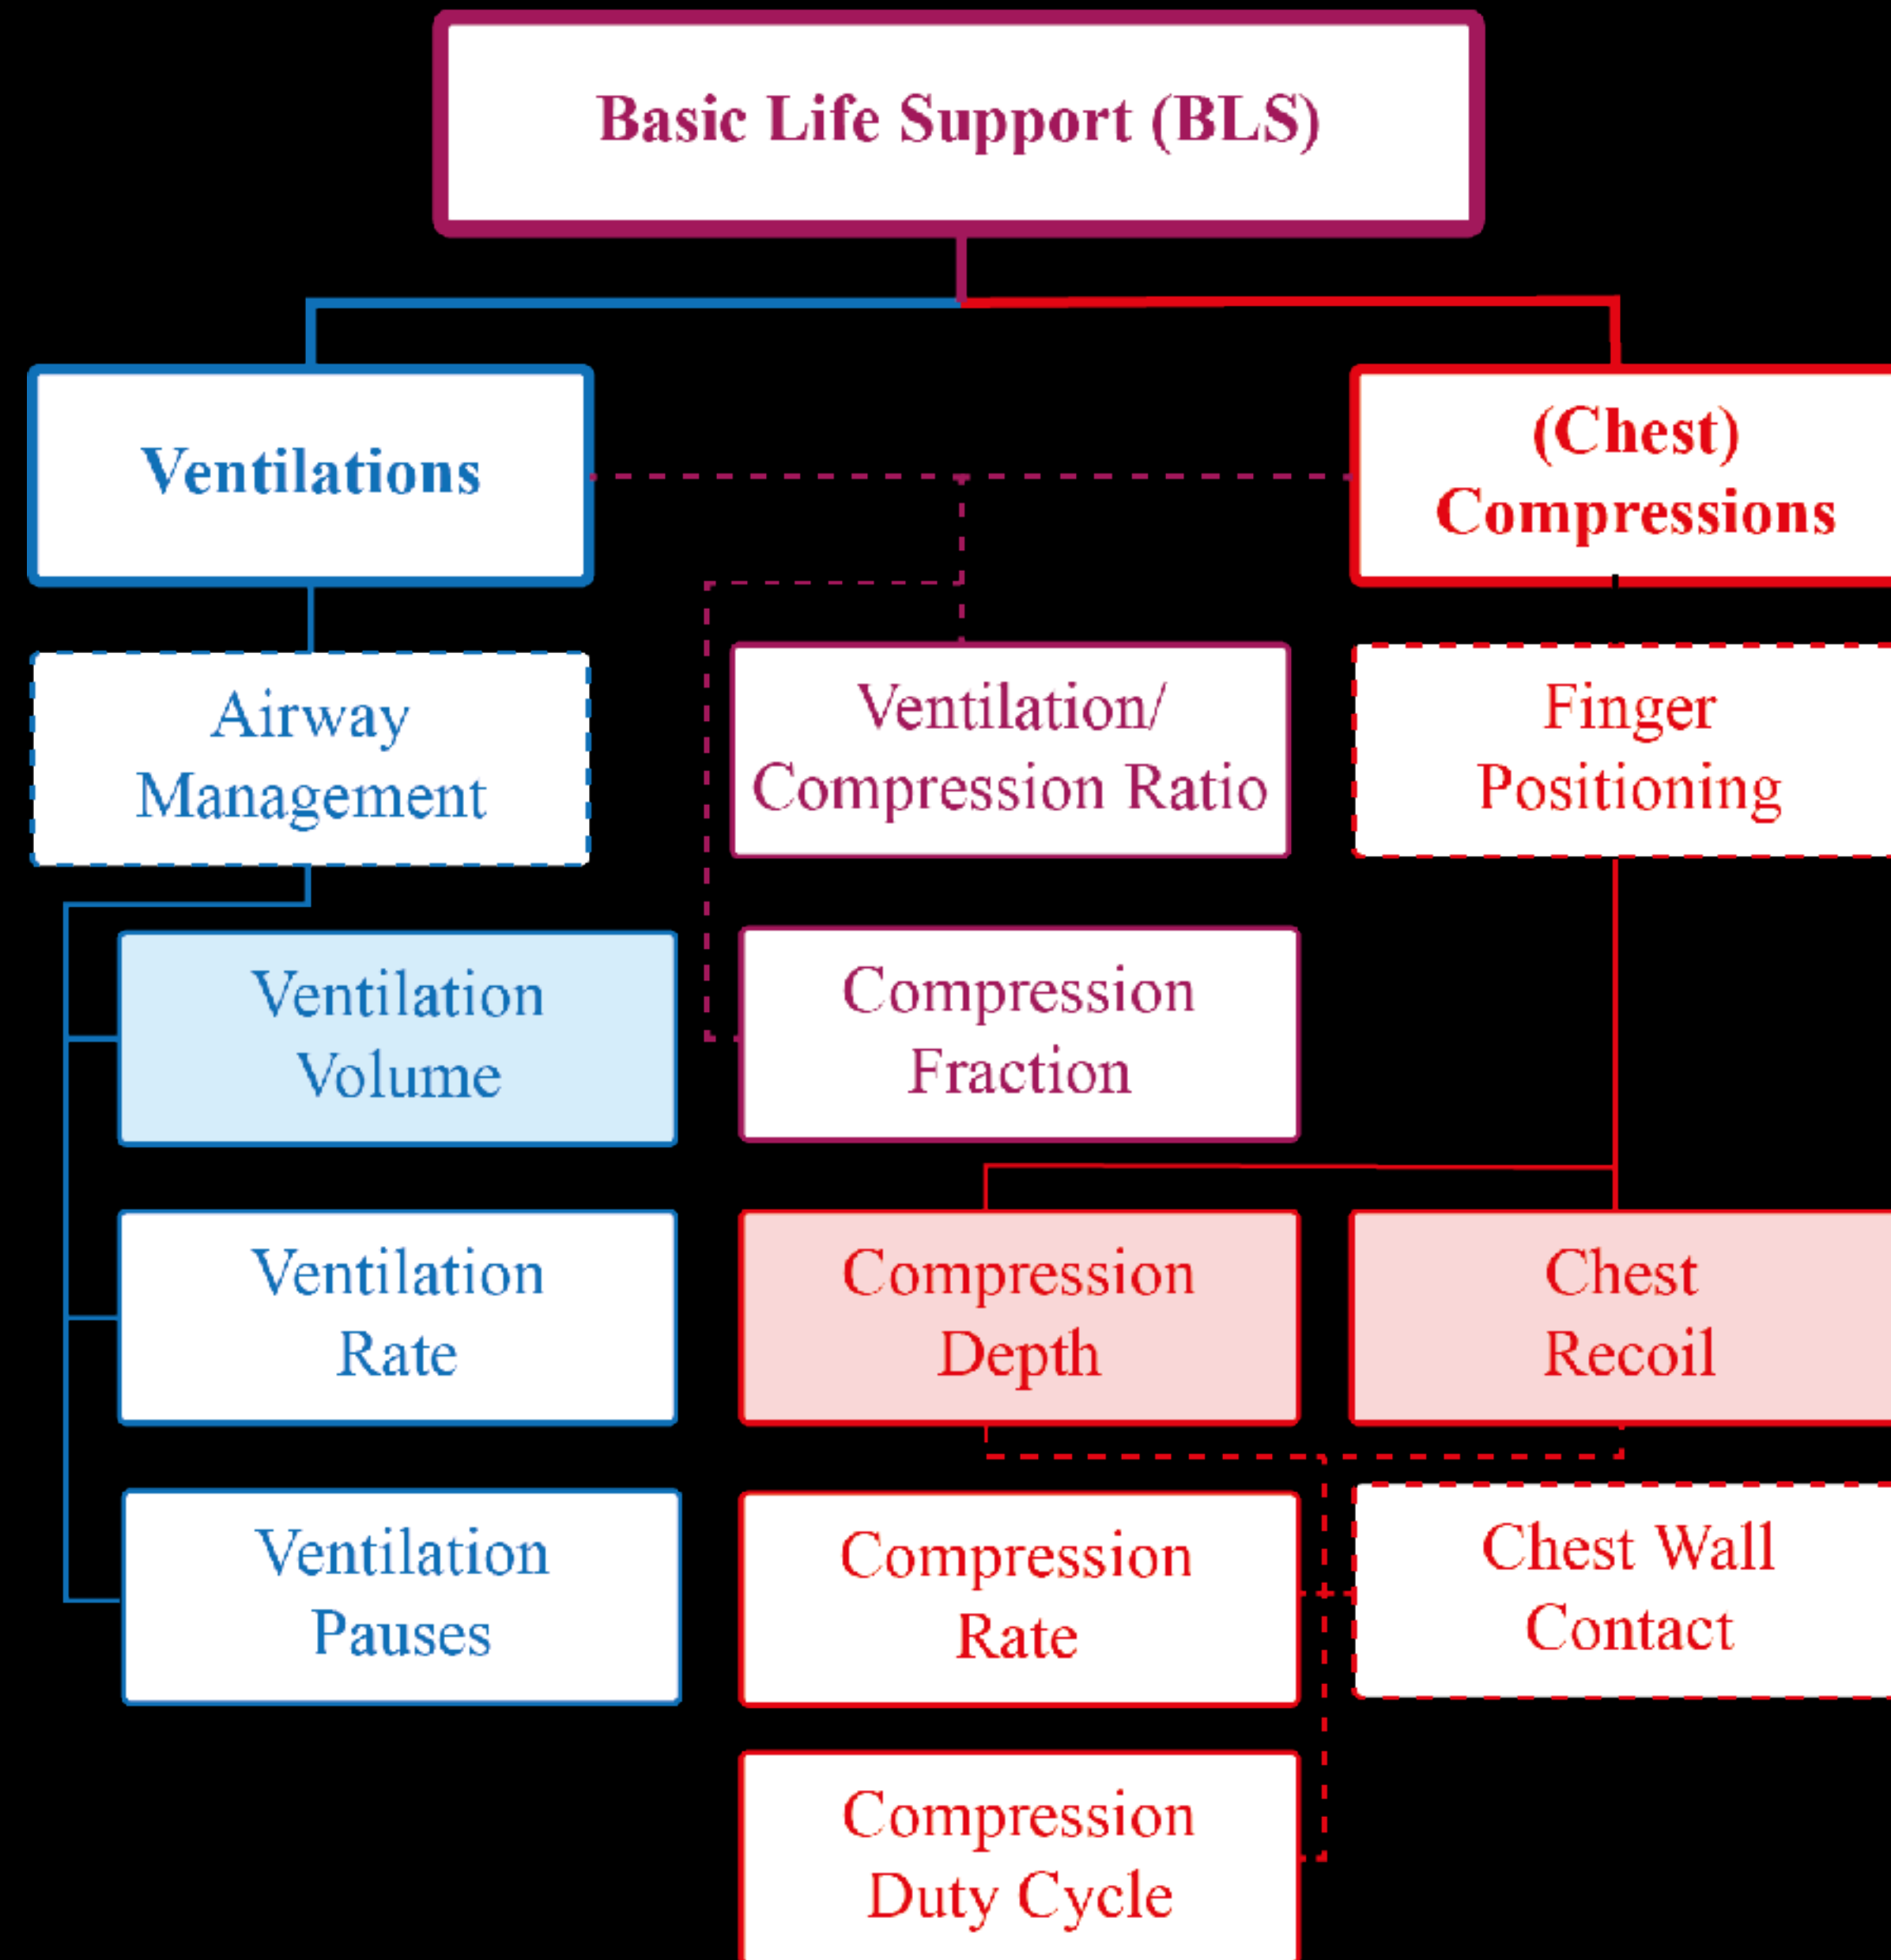 Basic Life Support (BLS)
Ventilations
(Chest)
Compressions
Airway
Management
Ventilation/
Compression Ratio
Finger
Positioning
Ventilation
Volume
Compression
Fraction
Ventilation
Rate
Compression
Depth
Chest
Recoil
Ventilation
Pauses
Compression
Rate
Chest Wall
Contact
Compression
Duty Cycle